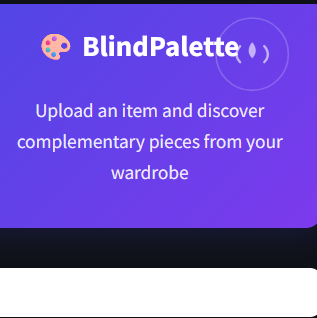 BlindPalette
Upload an item and discover
complementary pieces from your
wardrobe